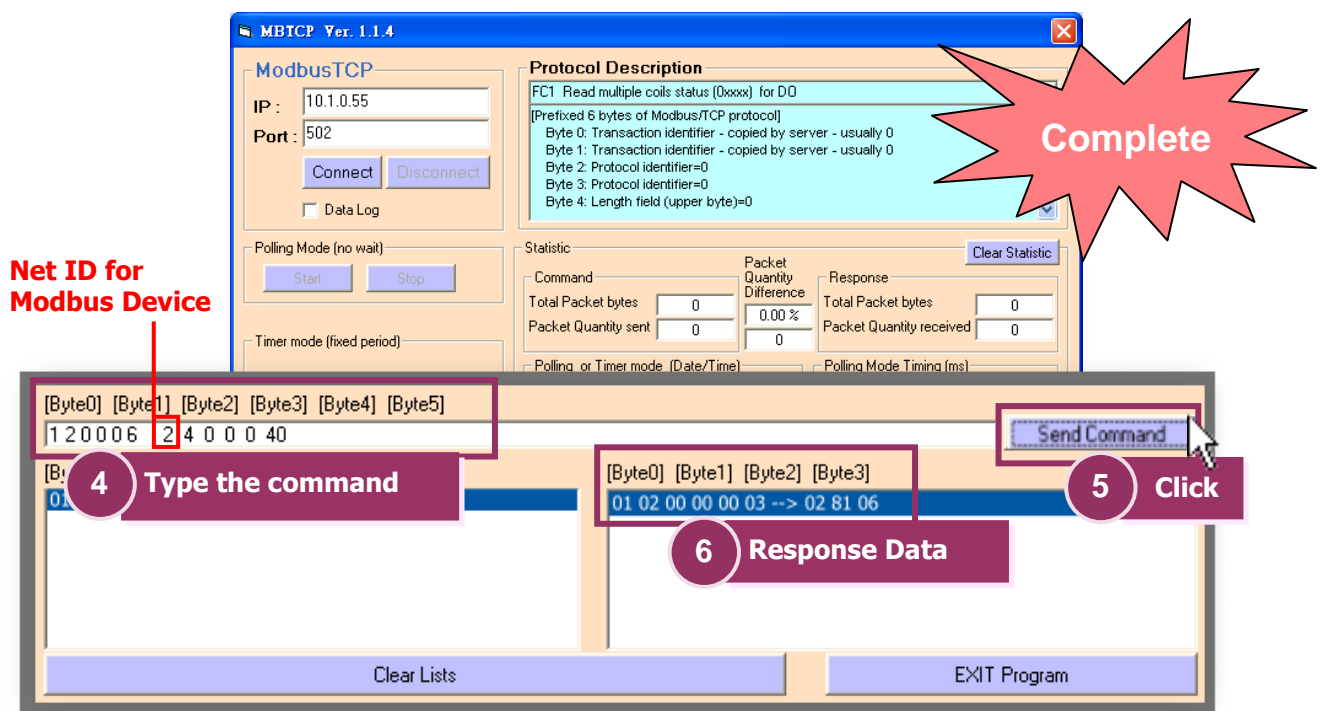 MBTCP Ver. 1.1.4
ModbusTCP
IP : 10.1.0.55
Port : 502
Connect Disconnect
Data Log
Protocol Description
FC1 Read multiple coils status (0xxxx) for DO
[Prefixed 6 bytes of Modbus/TCP protocol]
Byte 0: Transaction identifier - copied by server - usually 0
Byte 1: Transaction identifier - copied by server - usually 0
Byte 2: Protocol identifier=0
Byte 3: Protocol identifier=0
Byte 4: Length field (upper byte)=0
Complete
Net ID for
Modbus Device
Polling Mode (no wait)
Start Stop
Timer mode (fixed period)
Statistic
Clear Statistic
Command
Total Packet bytes 0
Packet Quantity sent 0
Packet
Quantity
Difference
0.00 %
0
Response
Total Packet bytes 0
Packet Quantity received 0
Polling or Timer mode (Date/Time)
Polling Mode Timing (ms)
[Byte0] [Byte1] [Byte2] [Byte3] [Byte4] [Byte5]
1 2 0 0 0 6 2 4 0 0 0 40
Send Command
4 Type the command
5 Click
[By
01
[Byte0] [Byte1] [Byte2] [Byte3]
01 02 00 00 00 03 --> 02 81 06
6 Response Data
Clear Lists
EXIT Program